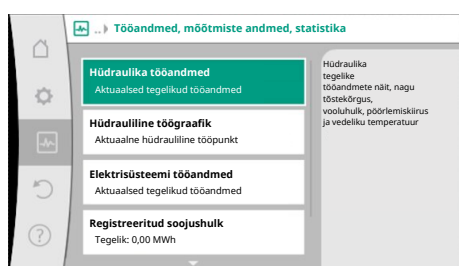 ..▸ Tööandmed, mõõtmiste andmed, statistika
Hüdraulika tööandmed
Aktuaalsed tegelikud tööandmed
Hüdrauliline töögraafik
Aktuaalne hüdrauliline tööpunkt
Elektrisüsteemi tööandmed
Aktuaalsed tegelikud tööandmed
Registreeritud soojushulk
Tegelik: 0,00 MWh
Hüdraulika
tegelike
tööandmete näit, nagu
tõstekõrgus,
vooluhulk, pöörlemiskiirus
ja vedeliku temperatuur